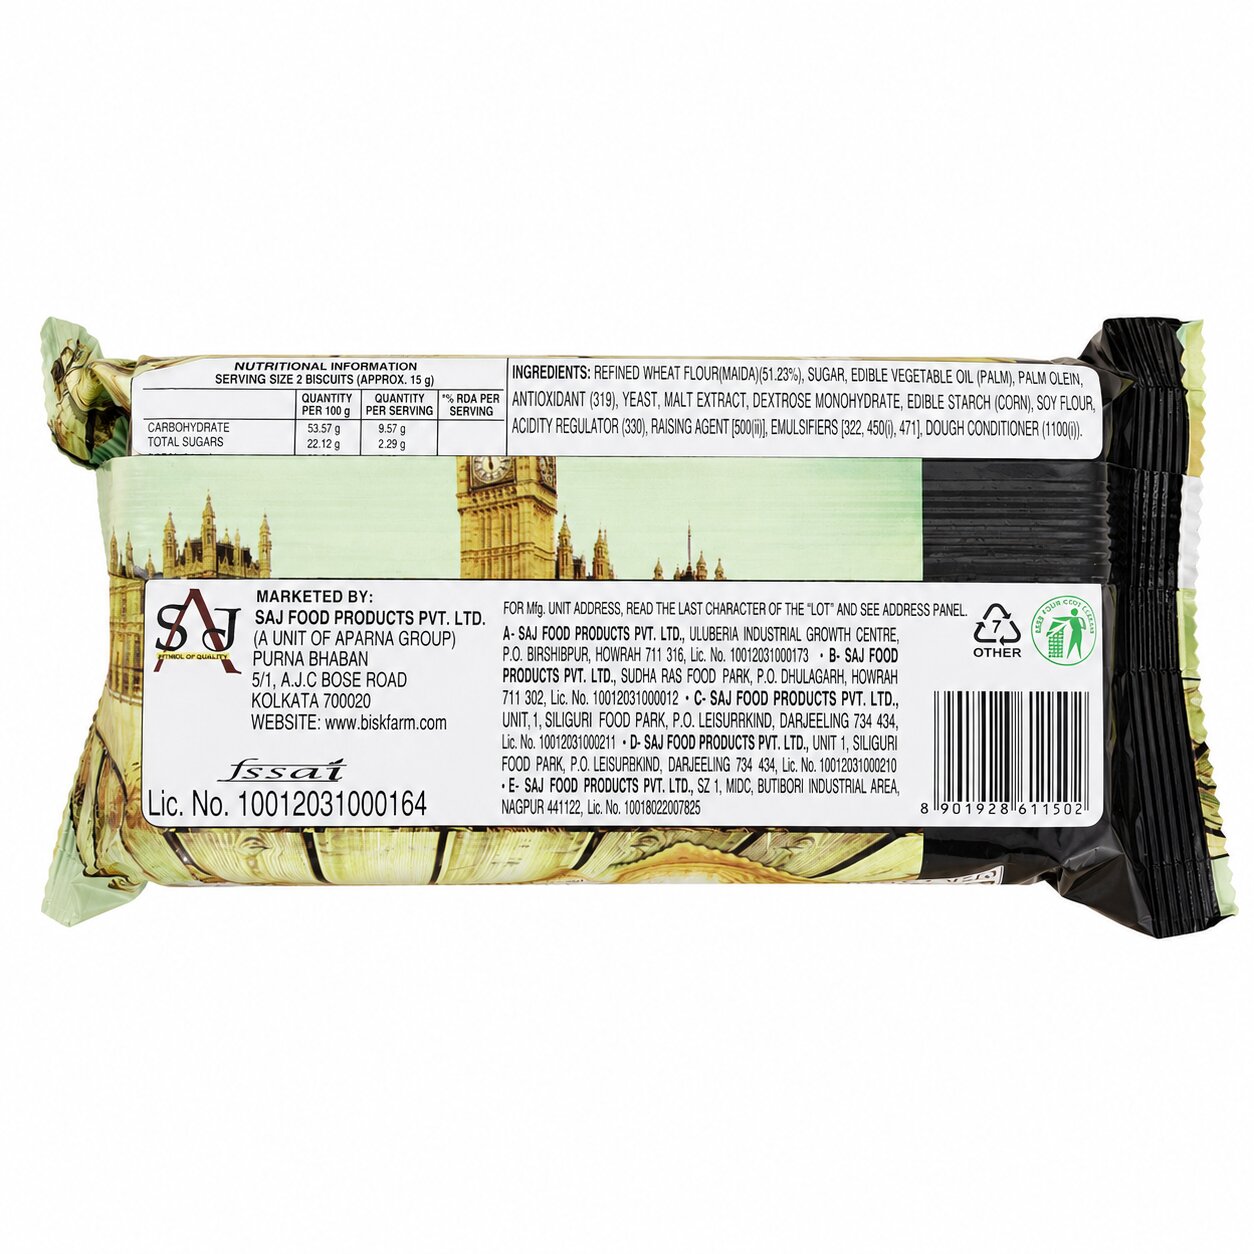 NUTRITIONAL INFORMATION
SERVING SIZE 2 BISCUITS (APPROX. 15 g)
QUANTITY PER 100 g QUANTITY PER SERVING *% RDA PER SERVING
CARBOHYDRATE 53.57 g 9.57 g
TOTAL SUGARS 22.12 g 2.29 g
INGREDIENTS: REFINED WHEAT FLOUR(MAIDA)(51.23%), SUGAR, EDIBLE VEGETABLE OIL (PALM), PALM OLEIN,
ANTIOXIDANT (319), YEAST, MALT EXTRACT, DEXTROSE MONOHYDRATE, EDIBLE STARCH (CORN), SOY FLOUR,
ACIDITY REGULATOR (330), RAISING AGENT [500(ii)], EMULSIFIERS [322, 450(i), 471], DOUGH CONDITIONER (1100(i)).
SAJ
OF QUALITY
MARKETED BY:
SAJ FOOD PRODUCTS PVT. LTD.
(A UNIT OF APARNA GROUP)
PURNA BHABAN
5/1, A.J.C BOSE ROAD
KOLKATA 700020
WEBSITE: www.biskfarm.com
fssai
Lic. No. 10012031000164
FOR Mfg. UNIT ADDRESS, READ THE LAST CHARACTER OF THE "LOT" AND SEE ADDRESS PANEL.
A- SAJ FOOD PRODUCTS PVT. LTD., ULUBERIA INDUSTRIAL GROWTH CENTRE,
P.O. BIRSHIBPUR, HOWRAH 711 316, Lic. No. 10012031000173 • B- SAJ FOOD
PRODUCTS PVT. LTD., SUDHA RAS FOOD PARK, P.O. DHULAGARH, HOWRAH
711 302, Lic. No. 10012031000012 • C- SAJ FOOD PRODUCTS PVT. LTD.,
UNIT,1, SILIGURI FOOD PARK, P.O. LEISURRKIND, DARJEELING 734 434,
Lic. No. 10012031000211 • D- SAJ FOOD PRODUCTS PVT. LTD., UNIT 1, SILIGURI
FOOD PARK, P.O. LEISURBKIND, DARJEELING 734 434, Lic. No. 10012031000210
• E- SAJ FOOD PRODUCTS PVT. LTD., SZ 1, MIDC, BUTIBORI INDUSTRIAL AREA,
NAGPUR 441122, Lic. No. 10018022007825
7
OTHER
8 901928 611502